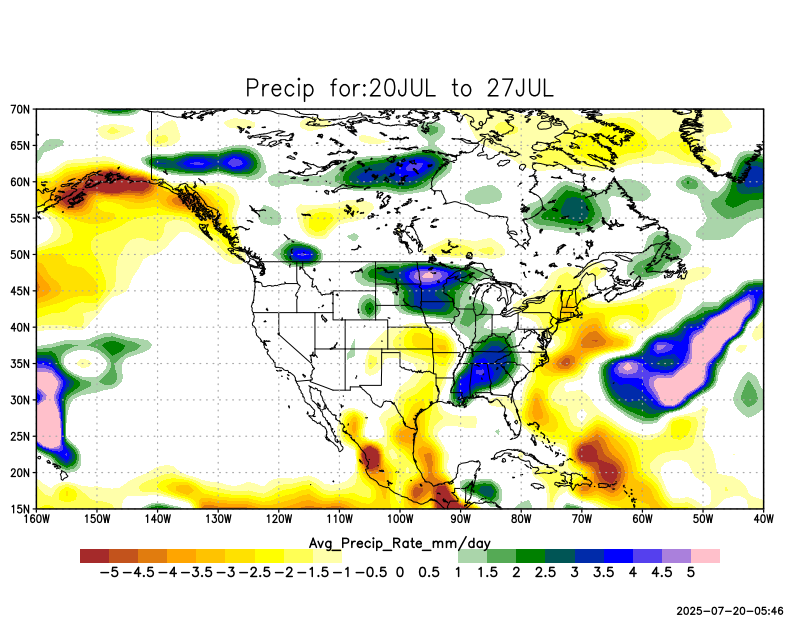 Precip for:20JUL to 27JUL
70N
65N
60N
55N
50N
45N
40N
35N
30N
25N
20N
15N
160W 150W 140W 130W 120W 110W 100W 90W 80W 70W 60W 50W 40W
Avg_Precip_Rate_mm/day
-5 -4.5 -4 -3.5 -3 -2.5 -2 -1.5 -1 -0.5 0 0.5 1 1.5 2 2.5 3 3.5 4 4.5 5
2025-07-20-05:46